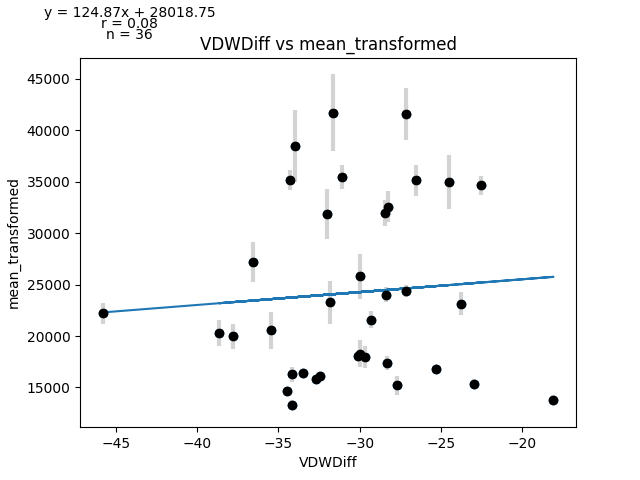 y = 124.87x + 28018.75
r = 0.08
n = 36
VDWDiff vs mean_transformed
45000
40000
35000
30000
25000
20000
15000
mean_transformed
−45 −40 −35 −30 −25 −20
VDWDiff